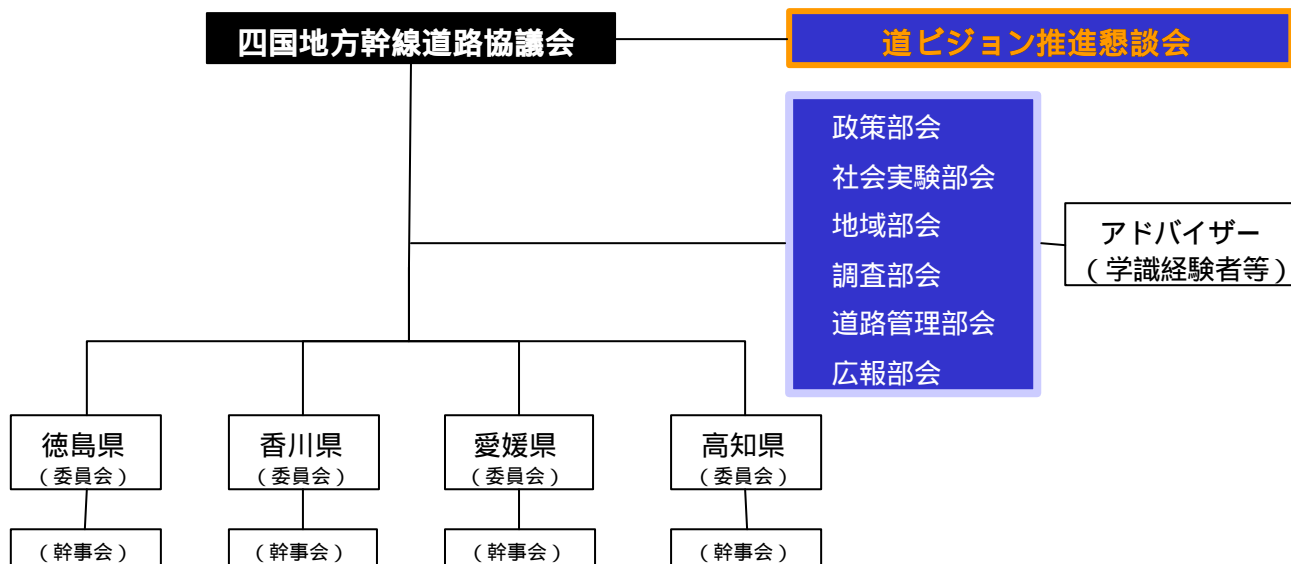 四国地方幹線道路協議会
道ビジョン推進懇談会
政策部会
社会実験部会
地域部会
調査部会
道路管理部会
広報部会
アドバイザー
（学識経験者等）
徳島県
（委員会）
香川県
（委員会）
愛媛県
（委員会）
高知県
（委員会）
（幹事会）
（幹事会）
（幹事会）
（幹事会）